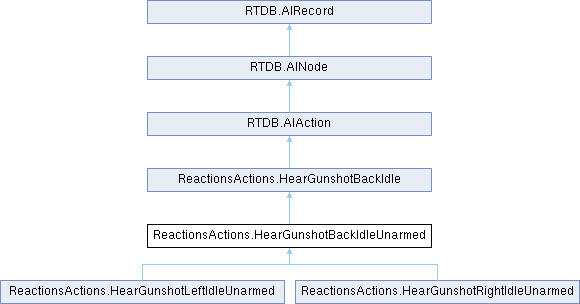 RTDB.AIRecord
RTDB.AINode
RTDB.AIAction
ReactionsActions.HearGunshotBackIdle
ReactionsActions.HearGunshotBackIdleUnarmed
ReactionsActions.HearGunshotLeftIdleUnarmed
ReactionsActions.HearGunshotRightIdleUnarmed